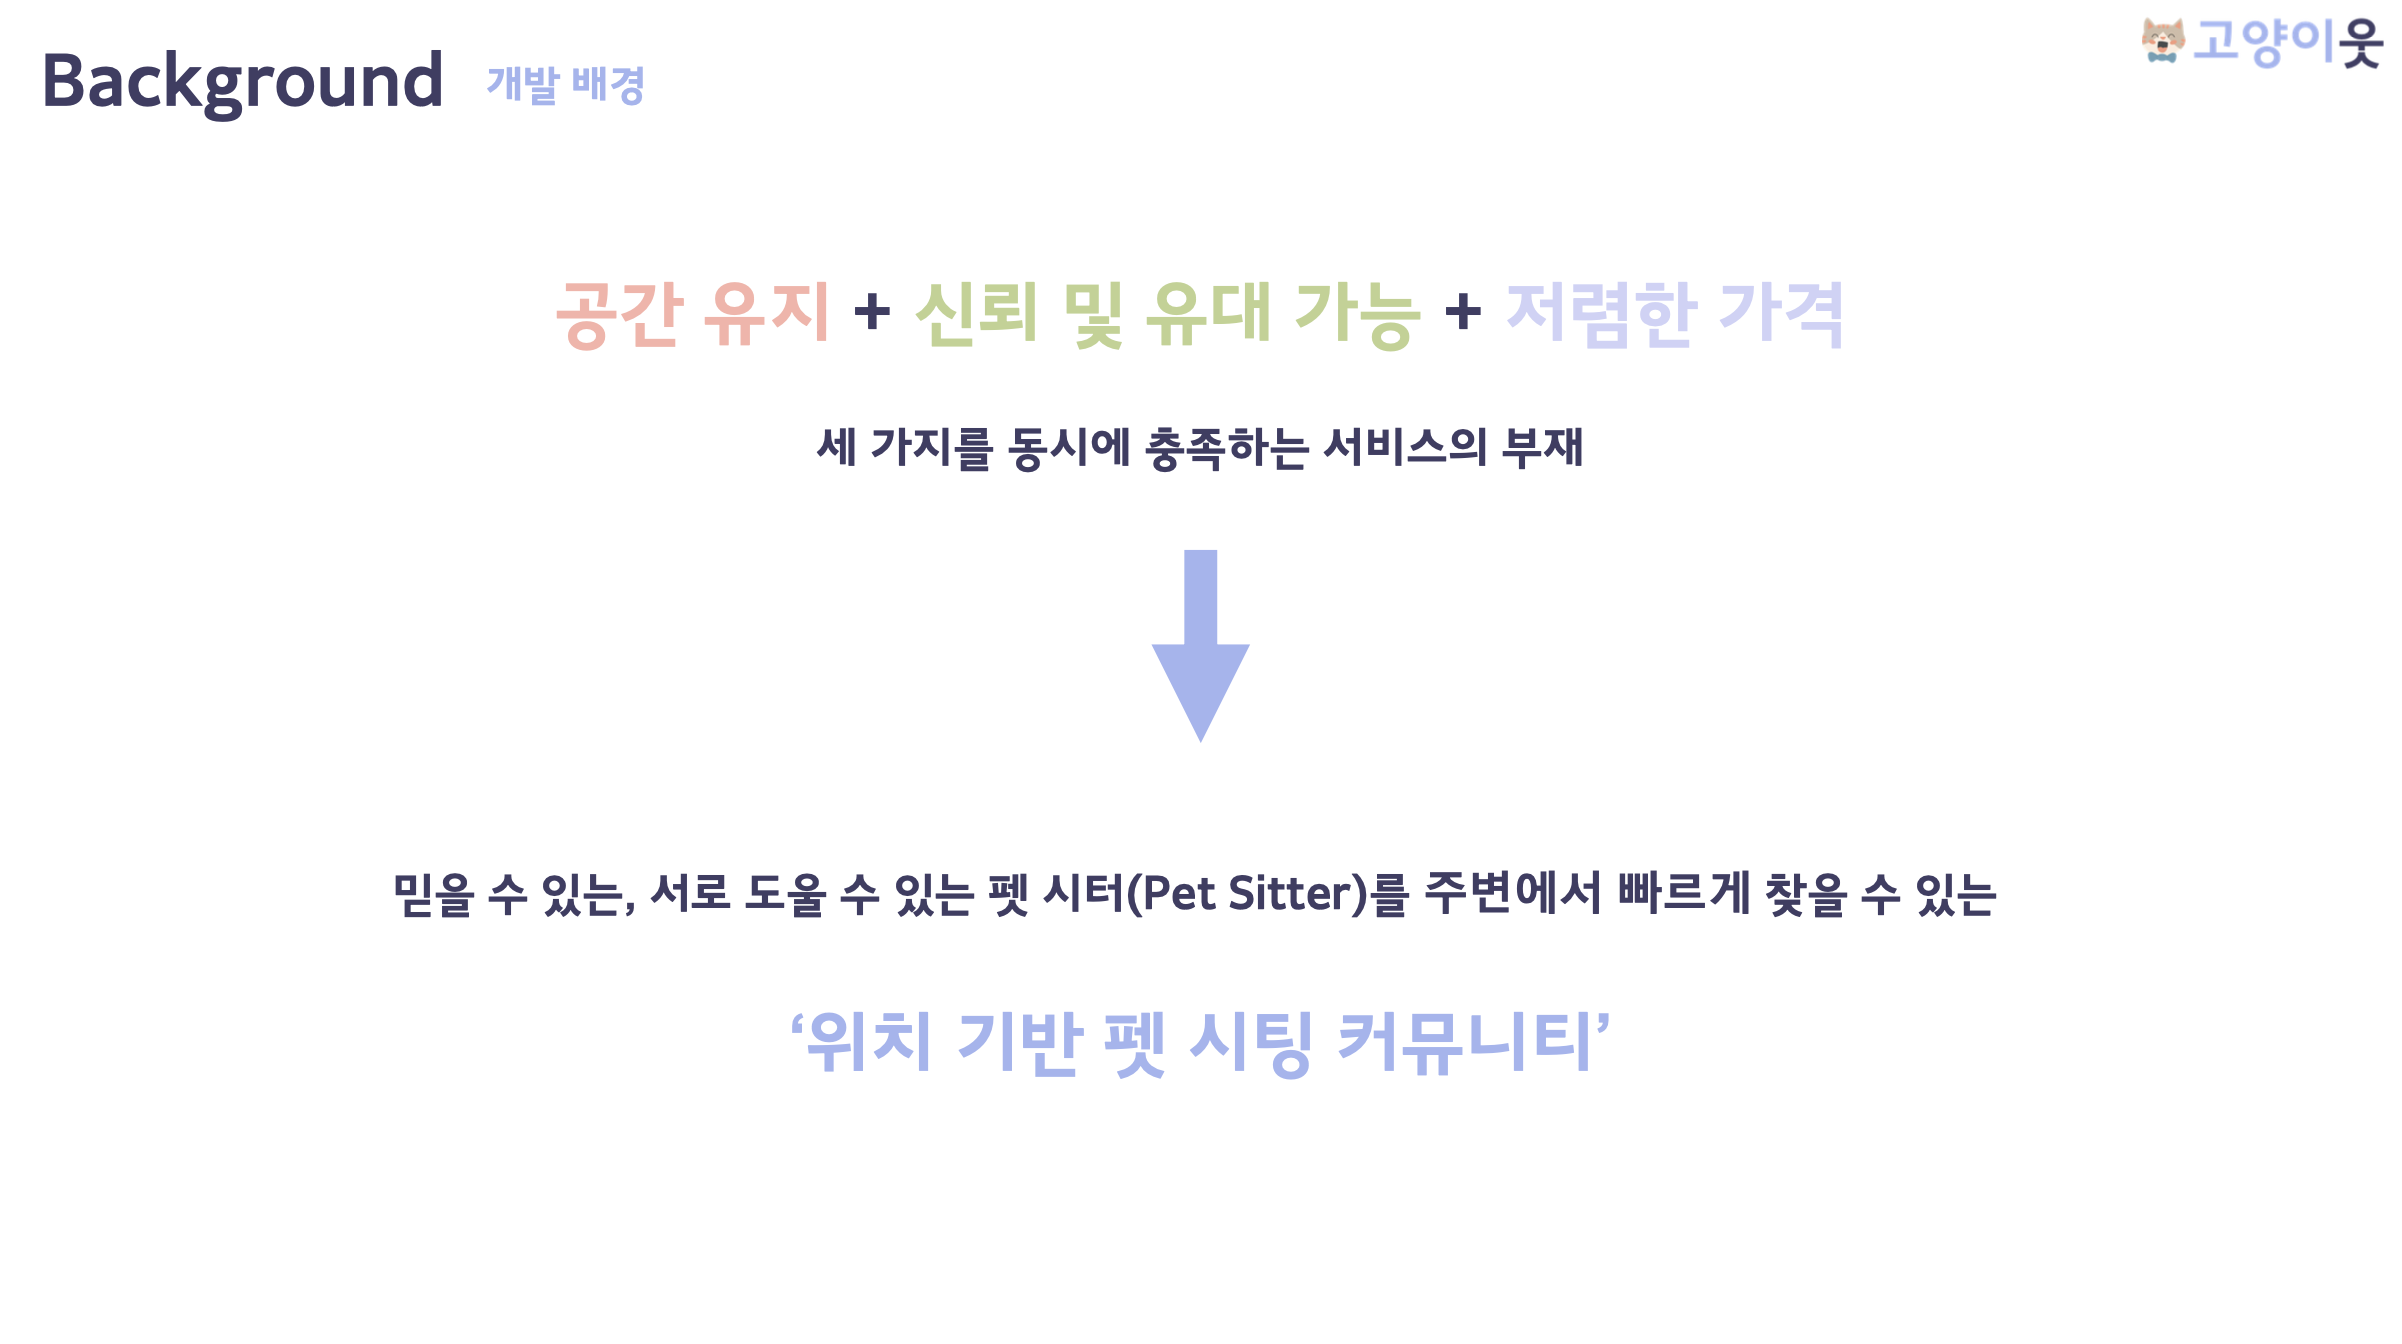 Background 개발 배경
고양이웃
공간 유지 + 신뢰 및 유대 가능 + 저렴한 가격
세 가지를 동시에 충족하는 서비스의 부재
믿을 수 있는, 서로 도울 수 있는 펫 시터(Pet Sitter)를 주변에서 빠르게 찾을 수 있는
‘위치 기반 펫 시팅 커뮤니티’